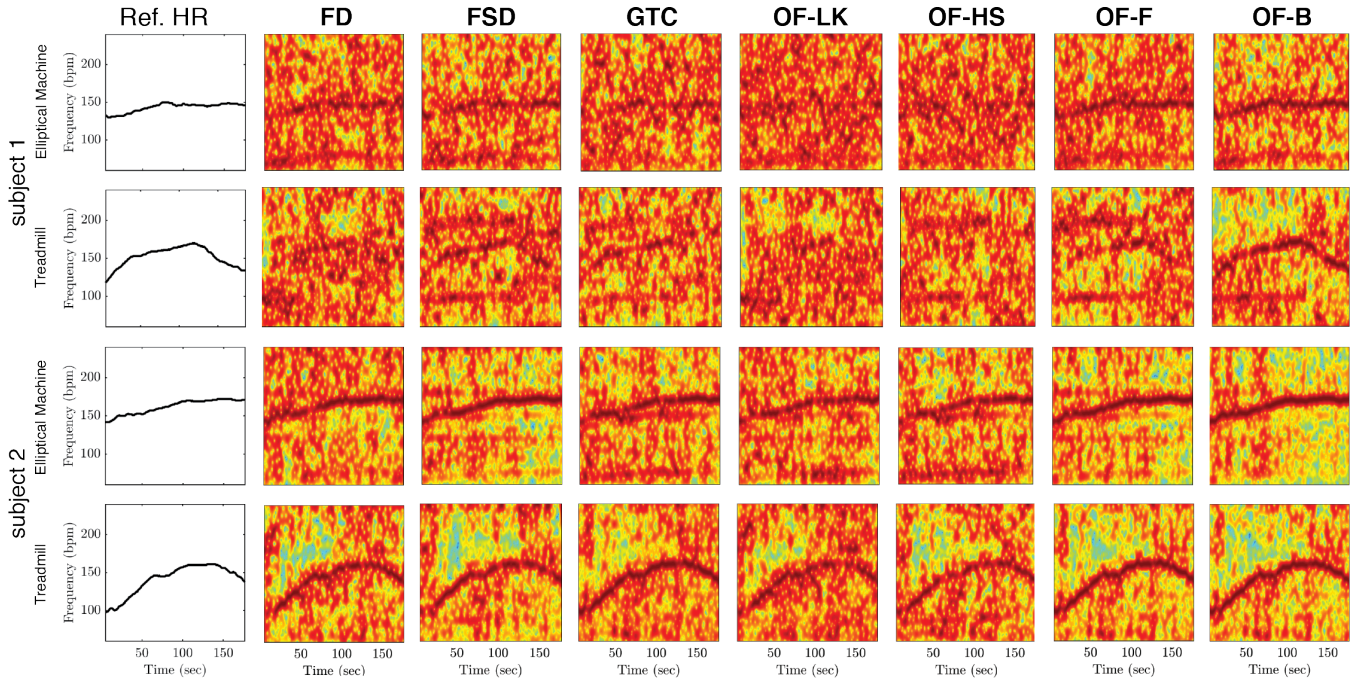 Ref. HR FD FSD GTC OF-LK OF-HS OF-F OF-B
subject 1
Elliptical Machine
Frequency (bpm)
200
150
100
Treadmill
Frequency (bpm)
200
150
100
subject 2
Elliptical Machine
Frequency (bpm)
200
150
100
Treadmill
Frequency (bpm)
200
150
100
50 100 150 50 100 150 50 100 150 50 100 150 50 100 150 50 100 150 50 100 150 50 100 150
Time (sec) Time (sec) Time (sec) Time (sec) Time (sec) Time (sec) Time (sec) Time (sec)